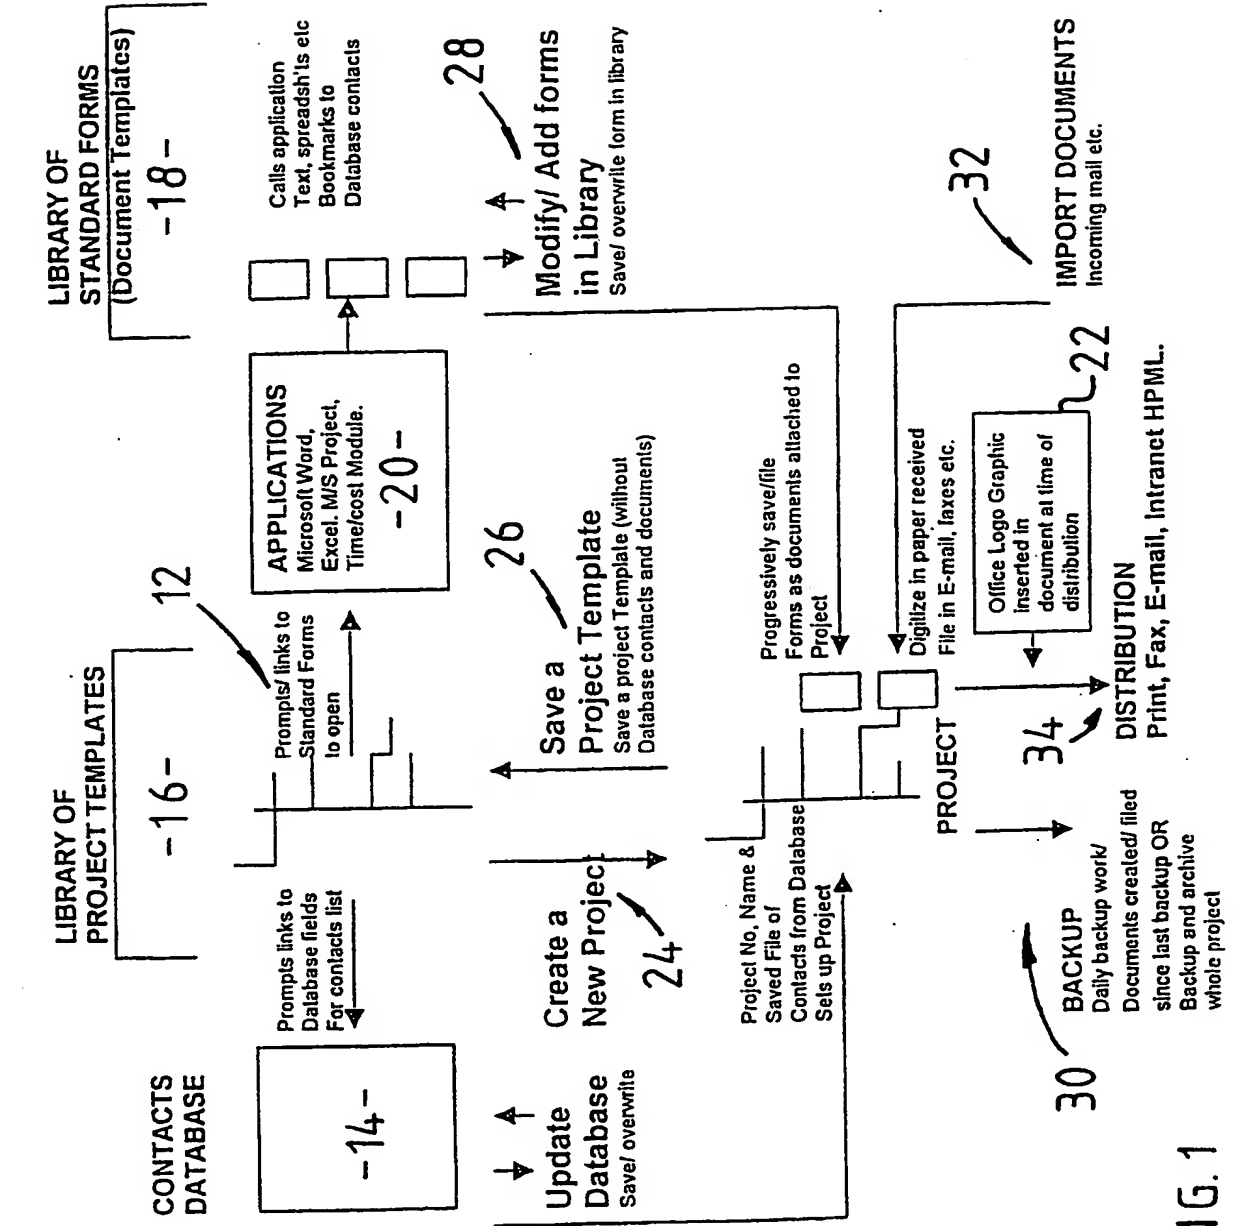 CONTACTS
DATABASE
-14-
Update
Database
Save/ overwrite
LIBRARY OF
PROJECT TEMPLATES
-16-
12
Prompts links to
Database fields
For contacts list
Prompts/ links to
Standard Forms
to open
Create a
New Project
24
26
Save a
Project Template
Save a project Template (without
Database contacts and documents)
LIBRARY OF
STANDARD FORMS
(Document Templates)
-18-
APPLICATIONS
Microsoft Word,
Excel. M/S Project,
Time/cost Module.
-20-
Calls application
Text, spreadsh'ts etc
Bookmarks to
Database contacts
28
Modify/ Add forms
in Library
Save/ overwrite form in library
Project No, Name &
Saved File of
Contacts from Database
Sets up Project
Progressively save/file
Forms as documents attached to
Project
Digitize in paper received
File in E-mail, faxes etc.
PROJECT
32
IMPORT DOCUMENTS
Incoming mail etc.
Office Logo Graphic
inserted in
document at time of
distribution
22
30
BACKUP
Daily backup work/
Documents created/ filed
since last backup OR
Backup and archive
whole project
34
DISTRIBUTION
Print, Fax, E-mail, Intranct HPML.
IG. 1